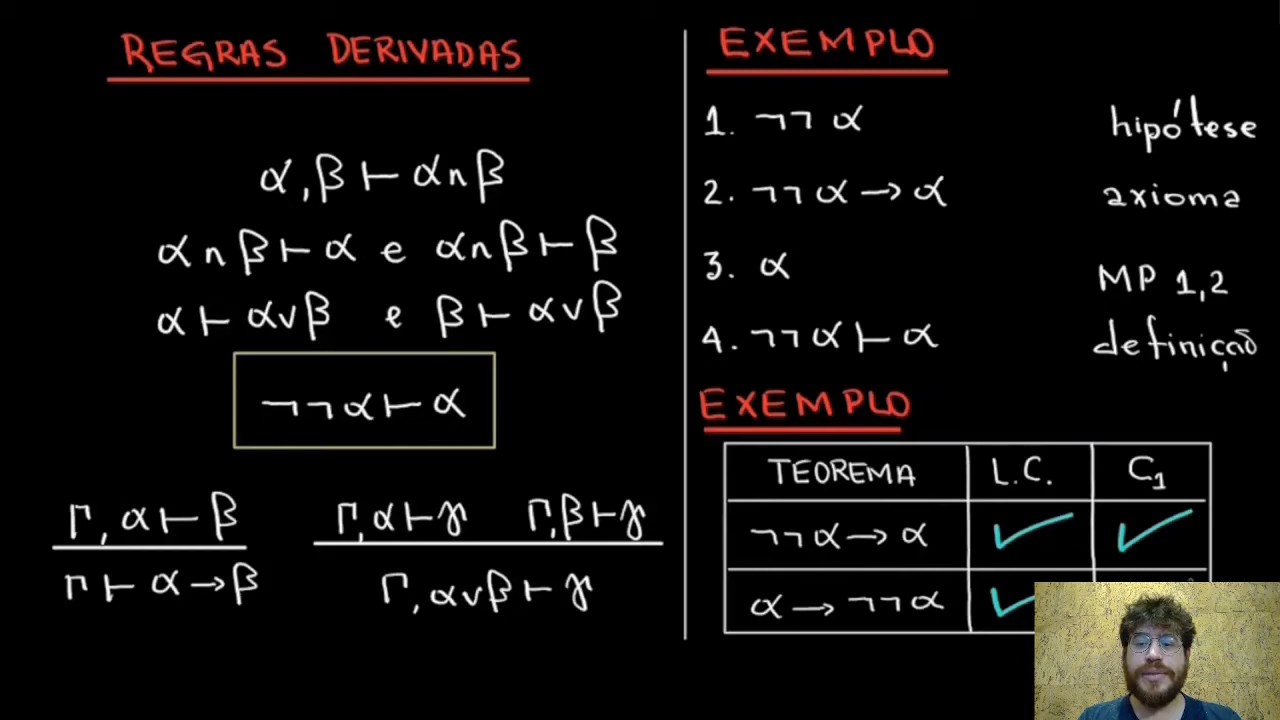 REGRAS DERIVADAS
α, β ⊢ α ∧ β
α ∧ β ⊢ α e α ∧ β ⊢ β
α ⊢ α ∨ β e β ⊢ α ∨ β
¬¬α ⊢ α
Γ, α ⊢ β
Γ ⊢ α → β
Γ, α ⊢ γ Γ, β ⊢ γ
Γ, α ∨ β ⊢ γ
EXEMPLO
1. ¬¬α hipótese
2. ¬¬α → α axioma
3. α MP 1,2
4. ¬¬α ⊢ α definição
EXEMPLO
TEOREMA L.C. C₁
¬¬α → α ✓ ✓
α → ¬¬α ✓